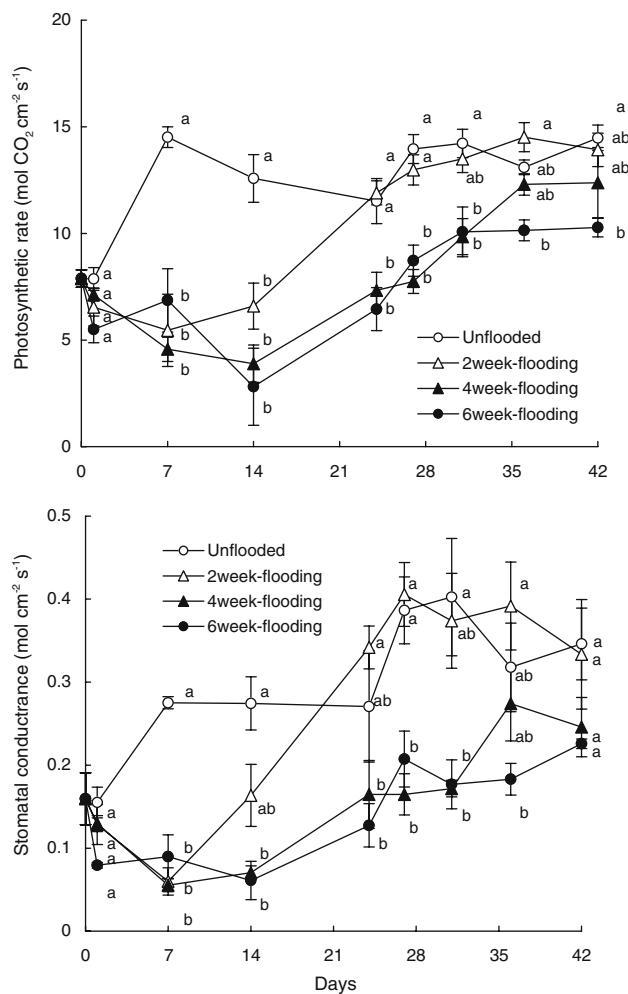 20
15
10
5
0
Photosynthetic rate (mol CO₂ cm⁻² s⁻¹)
a
a
a
a
a
b
b
b
a
b
b
b
a
b
b
a
a
b
b
a
ab
b
b
a
ab
ab
b
a
ab
ab
b
Unflooded
2week-flooding
4week-flooding
6week-flooding
0 7 14 21 28 35 42
0.5
0.4
0.3
0.2
0.1
0
Stomatal conductrance (mol cm⁻² s⁻¹)
Unflooded
2week-flooding
4week-flooding
6week-flooding
a
a
a
a
a
b
b
b
a
ab
b
b
a
ab
b
b
a
a
b
b
a
ab
b
b
a
ab
ab
b
a
a
a
a
0 7 14 21 28 35 42
Days